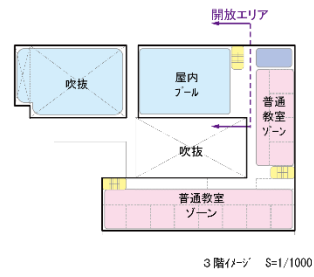 開放エリア
吹抜
屋内
プール
普通
教室
ゾーン
吹抜
普通教室
ゾーン
3階イメージ S=1/1000